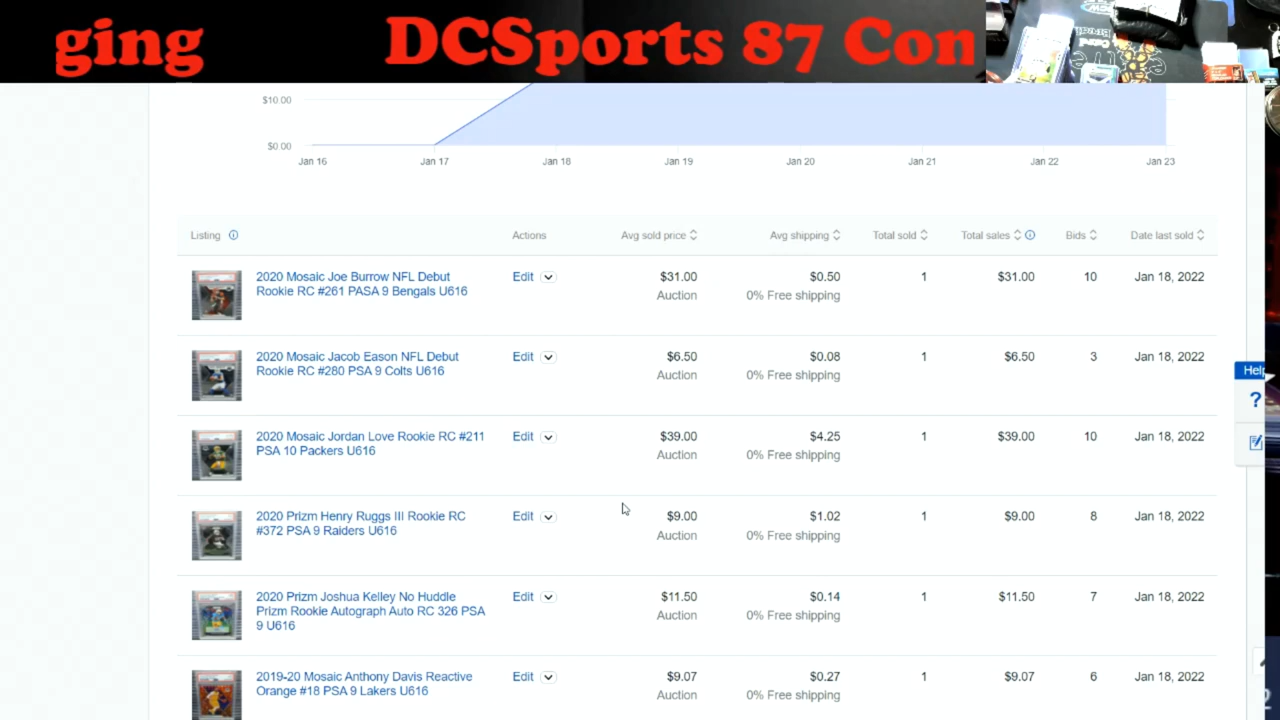 ging DCSports 87 Con
$10.00
$0.00
Jan 16 Jan 17 Jan 18 Jan 19 Jan 20 Jan 21 Jan 22 Jan 23
Listing Actions Avg sold price Avg shipping Total sold Total sales Bids Date last sold
2020 Mosaic Joe Burrow NFL Debut Edit $31.00 $0.50 1 $31.00 10 Jan 18, 2022
Rookie RC #261 PASA 9 Bengals U616 Auction 0% Free shipping
2020 Mosaic Jacob Eason NFL Debut Edit $6.50 $0.08 1 $6.50 3 Jan 18, 2022
Rookie RC #280 PSA 9 Colts U616 Auction 0% Free shipping
Help
?
2020 Mosaic Jordan Love Rookie RC #211 Edit $39.00 $4.25 1 $39.00 10 Jan 18, 2022
PSA 10 Packers U616 Auction 0% Free shipping
2020 Prizm Henry Ruggs III Rookie RC Edit $9.00 $1.02 1 $9.00 8 Jan 18, 2022
#372 PSA 9 Raiders U616 Auction 0% Free shipping
2020 Prizm Joshua Kelley No Huddle Edit $11.50 $0.14 1 $11.50 7 Jan 18, 2022
Prizm Rookie Autograph Auto RC 326 PSA Auction 0% Free shipping
9 U616
2019-20 Mosaic Anthony Davis Reactive Edit $9.07 $0.27 1 $9.07 6 Jan 18, 2022
Orange #18 PSA 9 Lakers U616 Auction 0% Free shipping